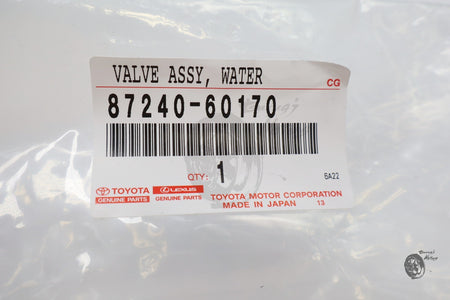 VALVE ASSY, WATER
CG
87240-60170
QTY: 1
6A22
TOYOTA LEXUS
GENUINE PARTS GENUINE PARTS
TOYOTA MOTOR CORPORATION
MADE IN JAPAN 13